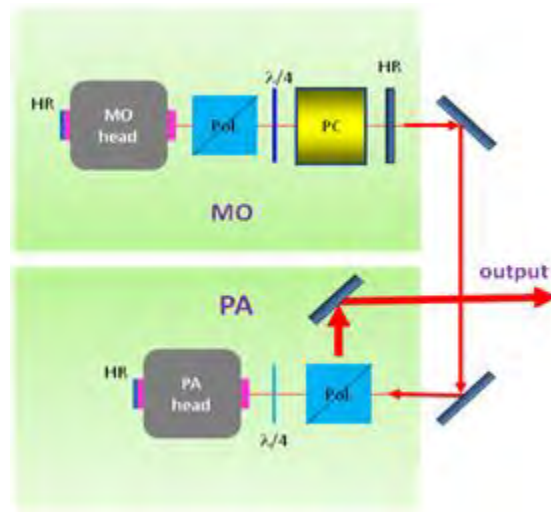 λ/4
HR
HR
MO
head
Pol.
PC
MO
output
PA
HR
PA
head
Pol.
λ/4